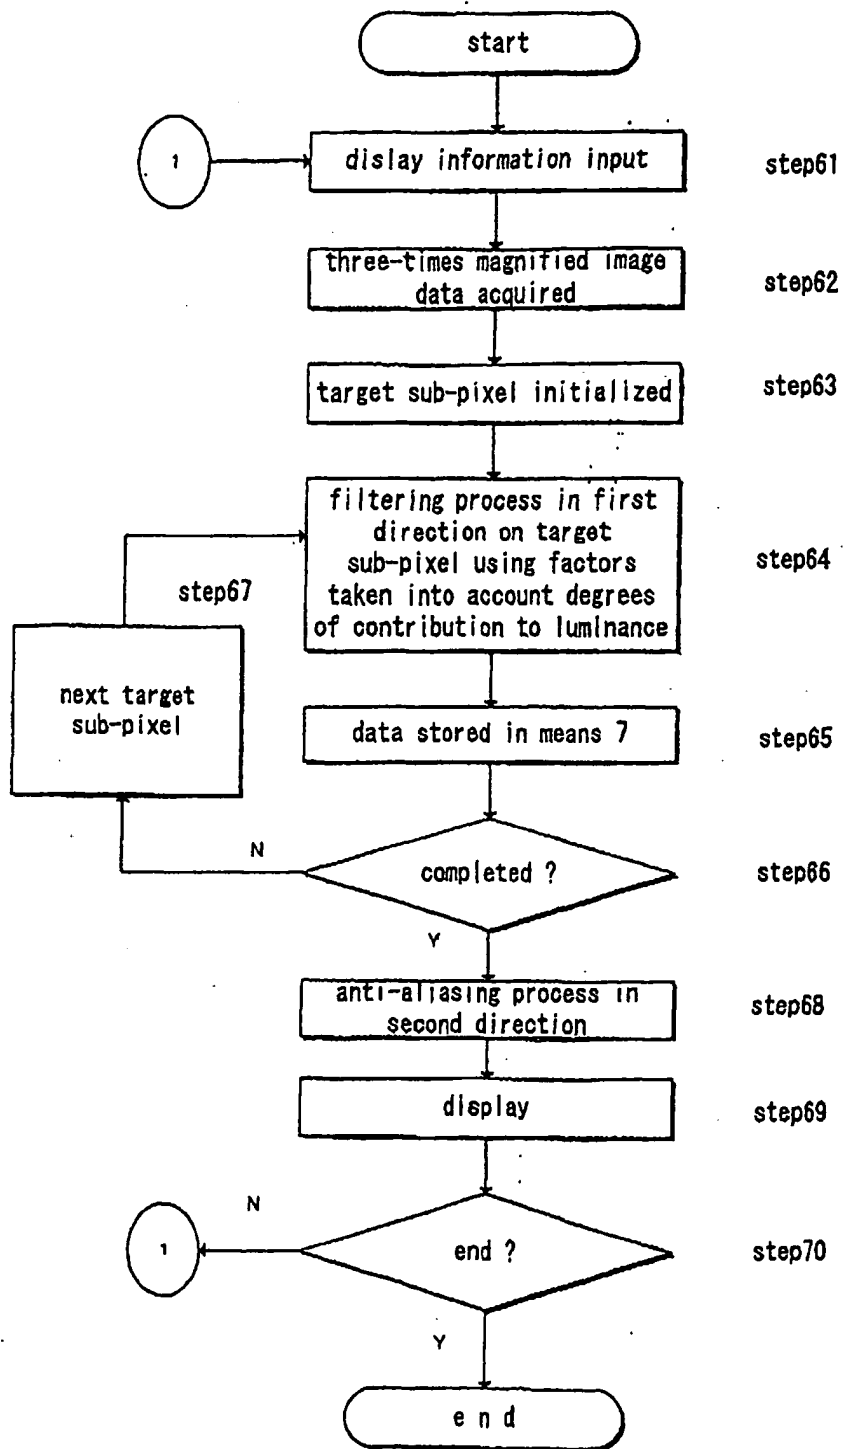 start
1
dislay information input
step61
three-times magnified image
data acquired
step62
target sub-pixel initialized
step63
filtering process in first
direction on target
sub-pixel using factors
taken into account degrees
of contribution to luminance
step64
step67
next target
sub-pixel
data stored in means 7
step65
N
completed ?
step66
Y
anti-aliasing process in
second direction
step68
display
step69
N
1
end ?
step70
Y
end